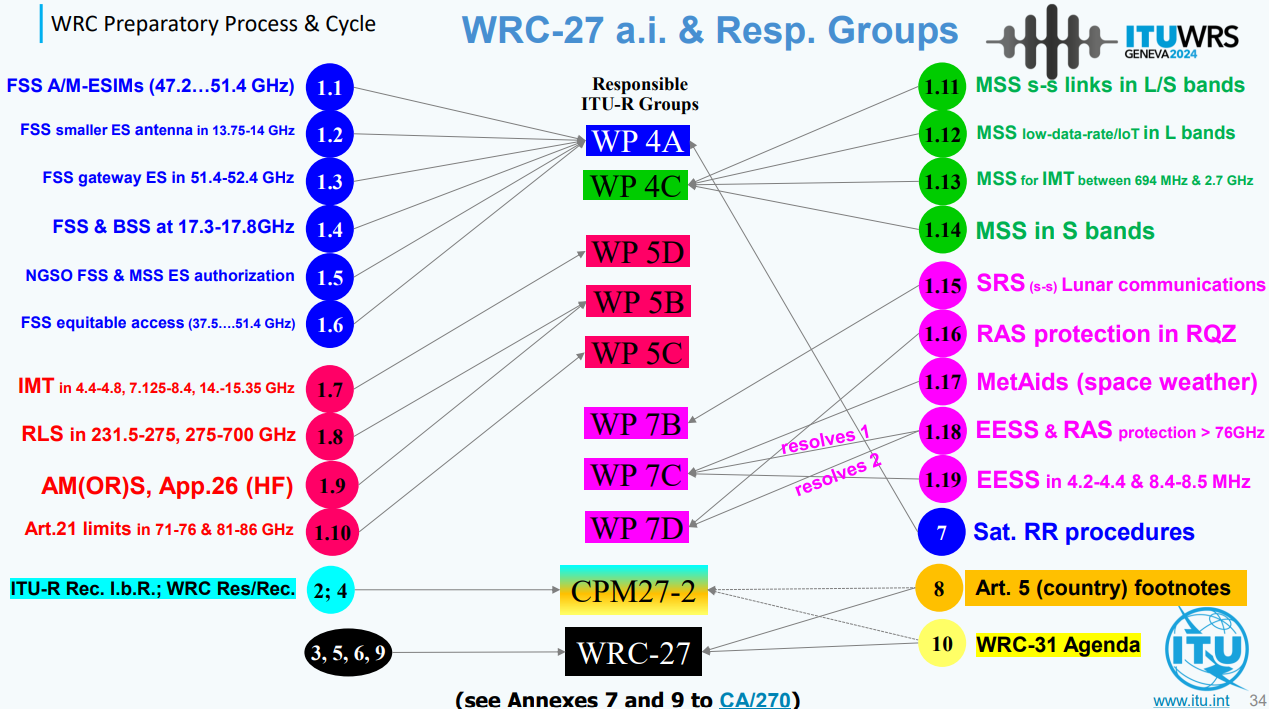 WRC Preparatory Process & Cycle
WRC-27 a.i. & Resp. Groups
ITUWRS
GENEVA2024
Responsible
ITU-R Groups
FSS A/M-ESIMs (47.2…51.4 GHz) 1.1
FSS smaller ES antenna in 13.75-14 GHz 1.2
FSS gateway ES in 51.4-52.4 GHz 1.3
FSS & BSS at 17.3-17.8GHz 1.4
NGSO FSS & MSS ES authorization 1.5
FSS equitable access (37.5….51.4 GHz) 1.6
IMT in 4.4-4.8, 7.125-8.4, 14.-15.35 GHz 1.7
RLS in 231.5-275, 275-700 GHz 1.8
AM(OR)S, App.26 (HF) 1.9
Art.21 limits in 71-76 & 81-86 GHz 1.10
ITU-R Rec. I.b.R.; WRC Res/Rec. 2; 4
3, 5, 6, 9
WP 4A
WP 4C
WP 5D
WP 5B
WP 5C
WP 7B
WP 7C
WP 7D
CPM27-2
WRC-27
resolves 1
resolves 2
1.11 MSS s-s links in L/S bands
1.12 MSS low-data-rate/IoT in L bands
1.13 MSS for IMT between 694 MHz & 2.7 GHz
1.14 MSS in S bands
1.15 SRS (s-s) Lunar communications
1.16 RAS protection in RQZ
1.17 MetAids (space weather)
1.18 EESS & RAS protection > 76GHz
1.19 EESS in 4.2-4.4 & 8.4-8.5 MHz
7 Sat. RR procedures
8 Art. 5 (country) footnotes
10 WRC-31 Agenda
ITU
(see Annexes 7 and 9 to CA/270)
www.itu.int 34